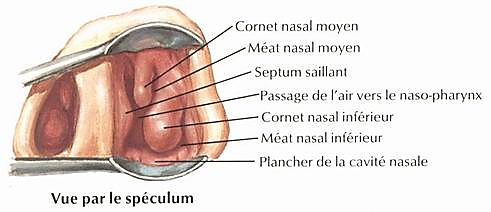 Cornet nasal moyen
Méat nasal moyen
Septum saillant
Passage de l'air vers le naso-pharynx
Cornet nasal inférieur
Méat nasal inférieur
Plancher de la cavité nasale
Vue par le spéculum